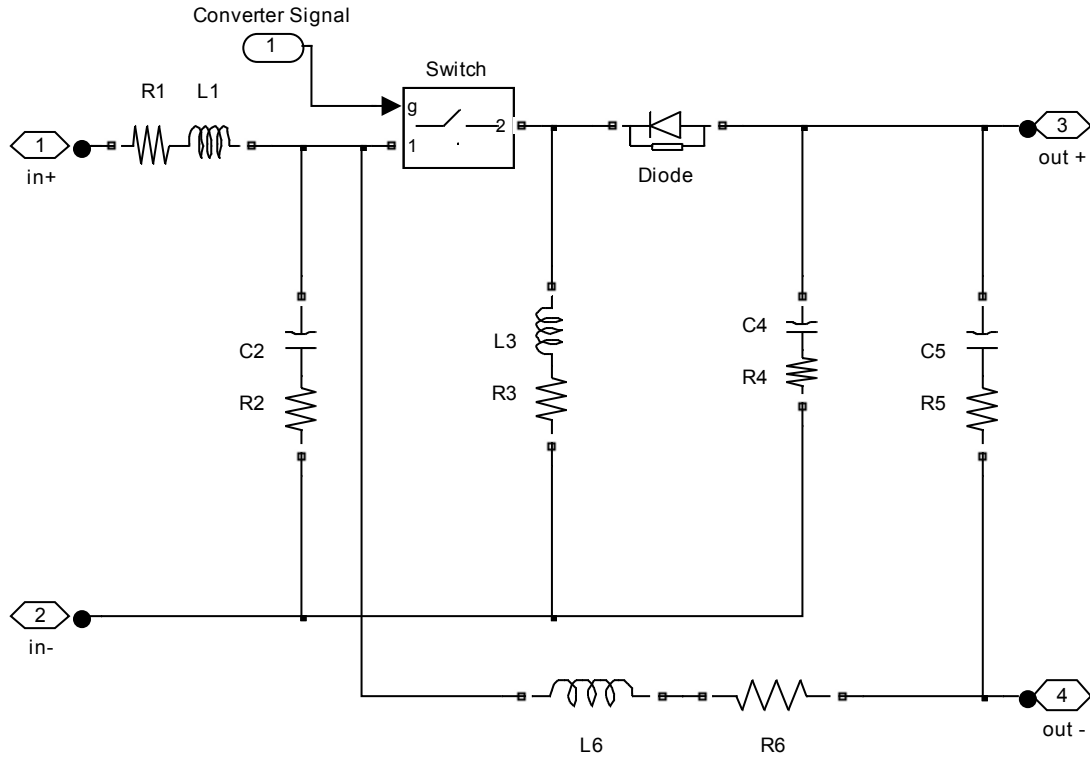 Converter Signal
1
Switch
R1
L1
g
2
1
1
in+
Diode
3
out +
C2
R2
L3
R3
C4
R4
C5
R5
2
in-
4
out -
L6
R6